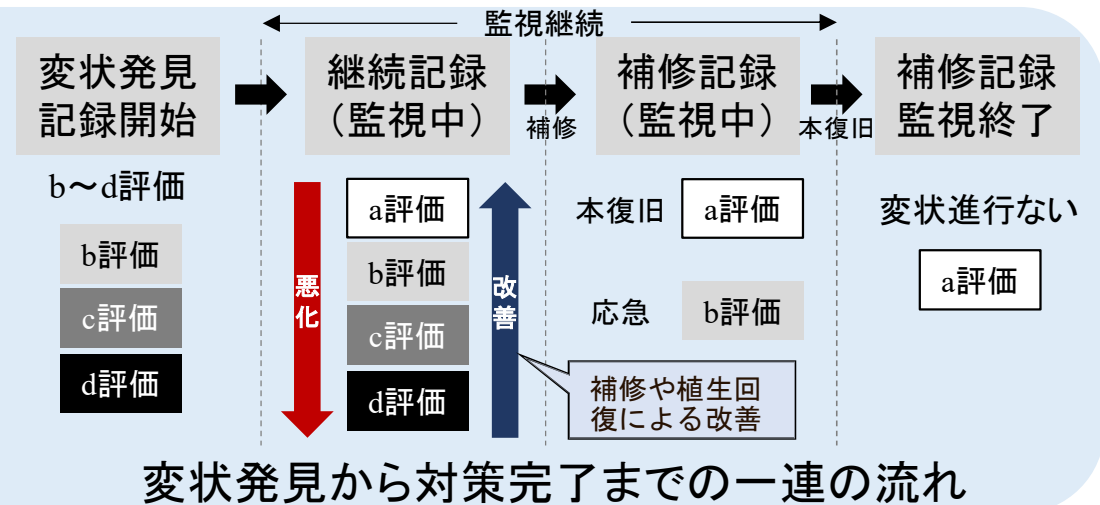 監視継続
変状発見
記録開始
継続記録
（監視中）
補修
補修記録
（監視中）
本復旧
補修記録
監視終了
b～d評価
b評価
c評価
d評価
悪化
a評価
b評価
c評価
d評価
改善
補修や植生回
復による改善
本復旧 a評価
応急 b評価
変状進行ない
a評価
変状発見から対策完了までの一連の流れ